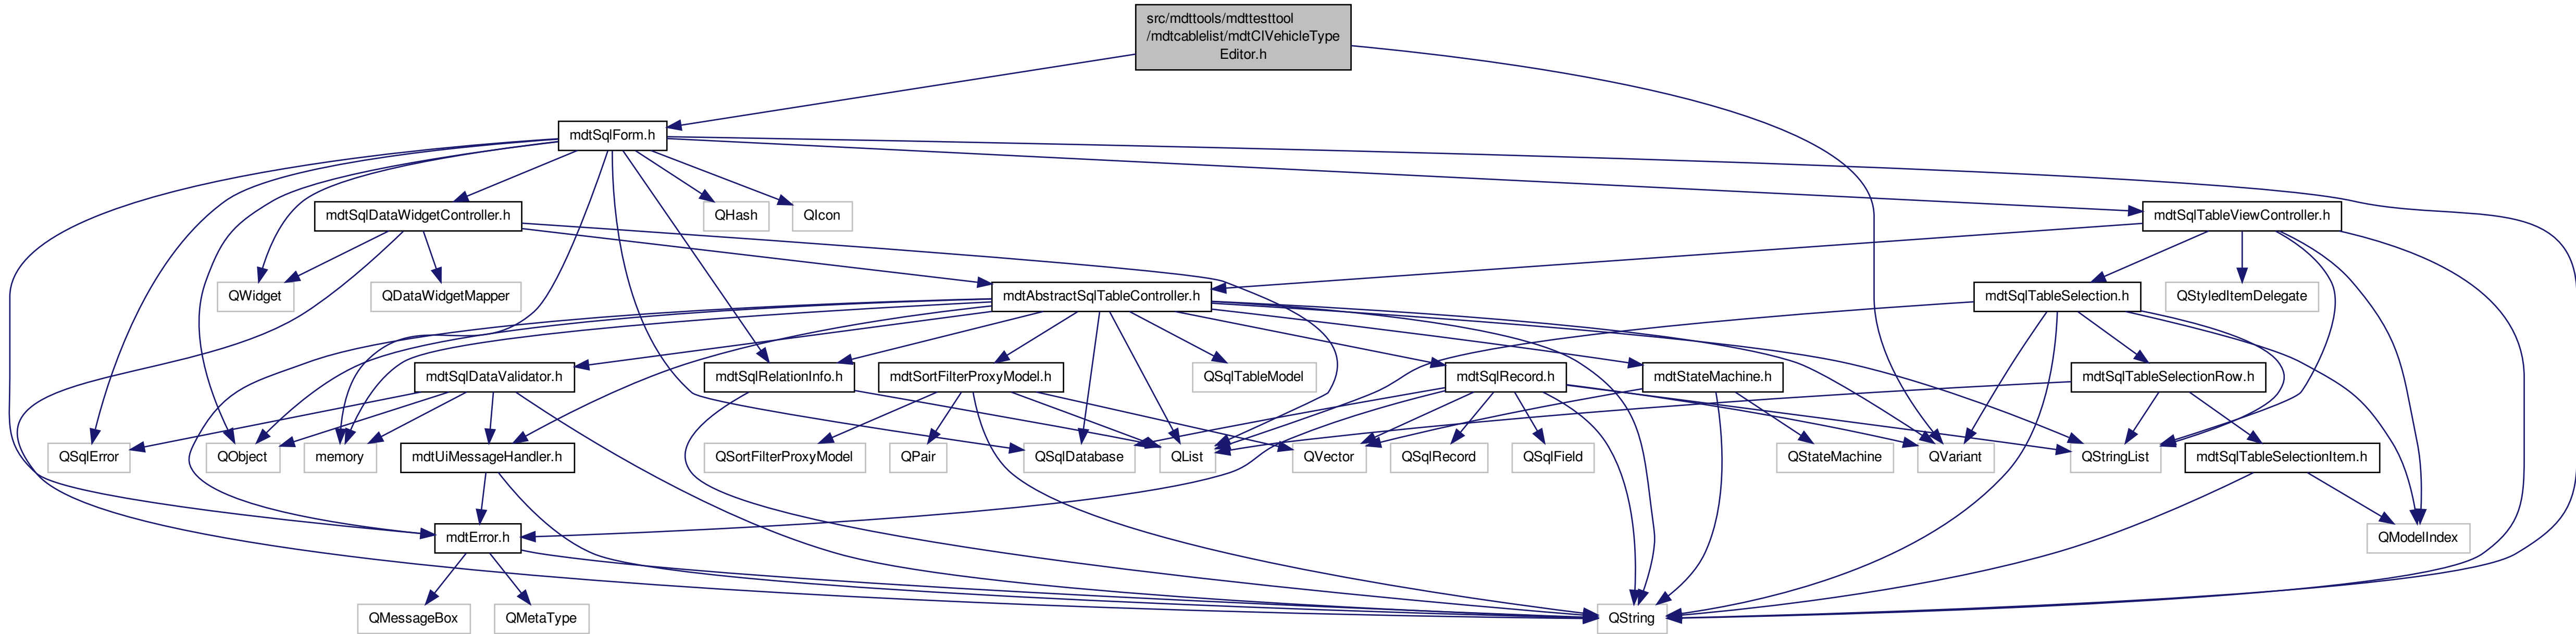 src/mdttools/mdttesttool
/mdtcablelist/mdtClVehicleType
Editor.h
mdtSqlForm.h
mdtSqlDataWidgetController.h
QHash
QIcon
mdtSqlTableViewController.h
QWidget
QDataWidgetMapper
mdtAbstractSqlTableController.h
mdtSqlTableSelection.h
QStyledItemDelegate
mdtSqlDataValidator.h
mdtSqlRelationInfo.h
mdtSortFilterProxyModel.h
QSqlTableModel
mdtSqlRecord.h
mdtStateMachine.h
mdtSqlTableSelectionRow.h
QSqlError
QObject
memory
mdtUiMessageHandler.h
QSortFilterProxyModel
QPair
QSqlDatabase
QList
QVector
QSqlRecord
QSqlField
QStateMachine
QVariant
QStringList
mdtSqlTableSelectionItem.h
mdtError.h
QModelIndex
QMessageBox
QMetaType
QString